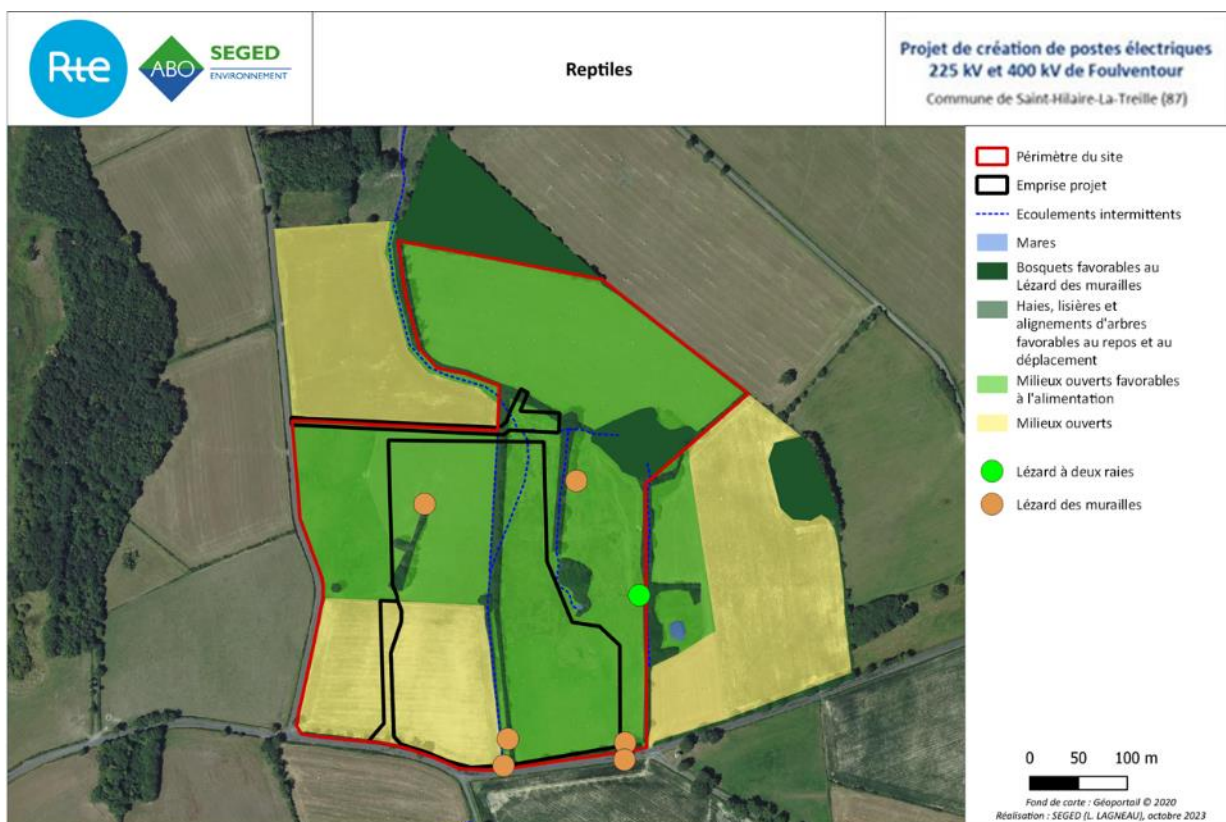 Rte
ABO
SEGED
ENVIRONNEMENT
Reptiles
Projet de création de postes électriques
225 kV et 400 kV de Foulventour
Commune de Saint-Hilaire-La-Treille (87)
Périmètre du site
Emprise projet
Ecoulements intermittents
Mares
Bosquets favorables au
Lézard des murailles
Haies, lisières et
alignements d'arbres
favorables au repos et au
déplacement
Milieux ouverts favorables
à l'alimentation
Milieux ouverts
Lézard à deux raies
Lézard des murailles
0 50 100 m
Fond de carte : Géoportail © 2020
Réalisation : SEGED (L. LAGNEAU), octobre 2023